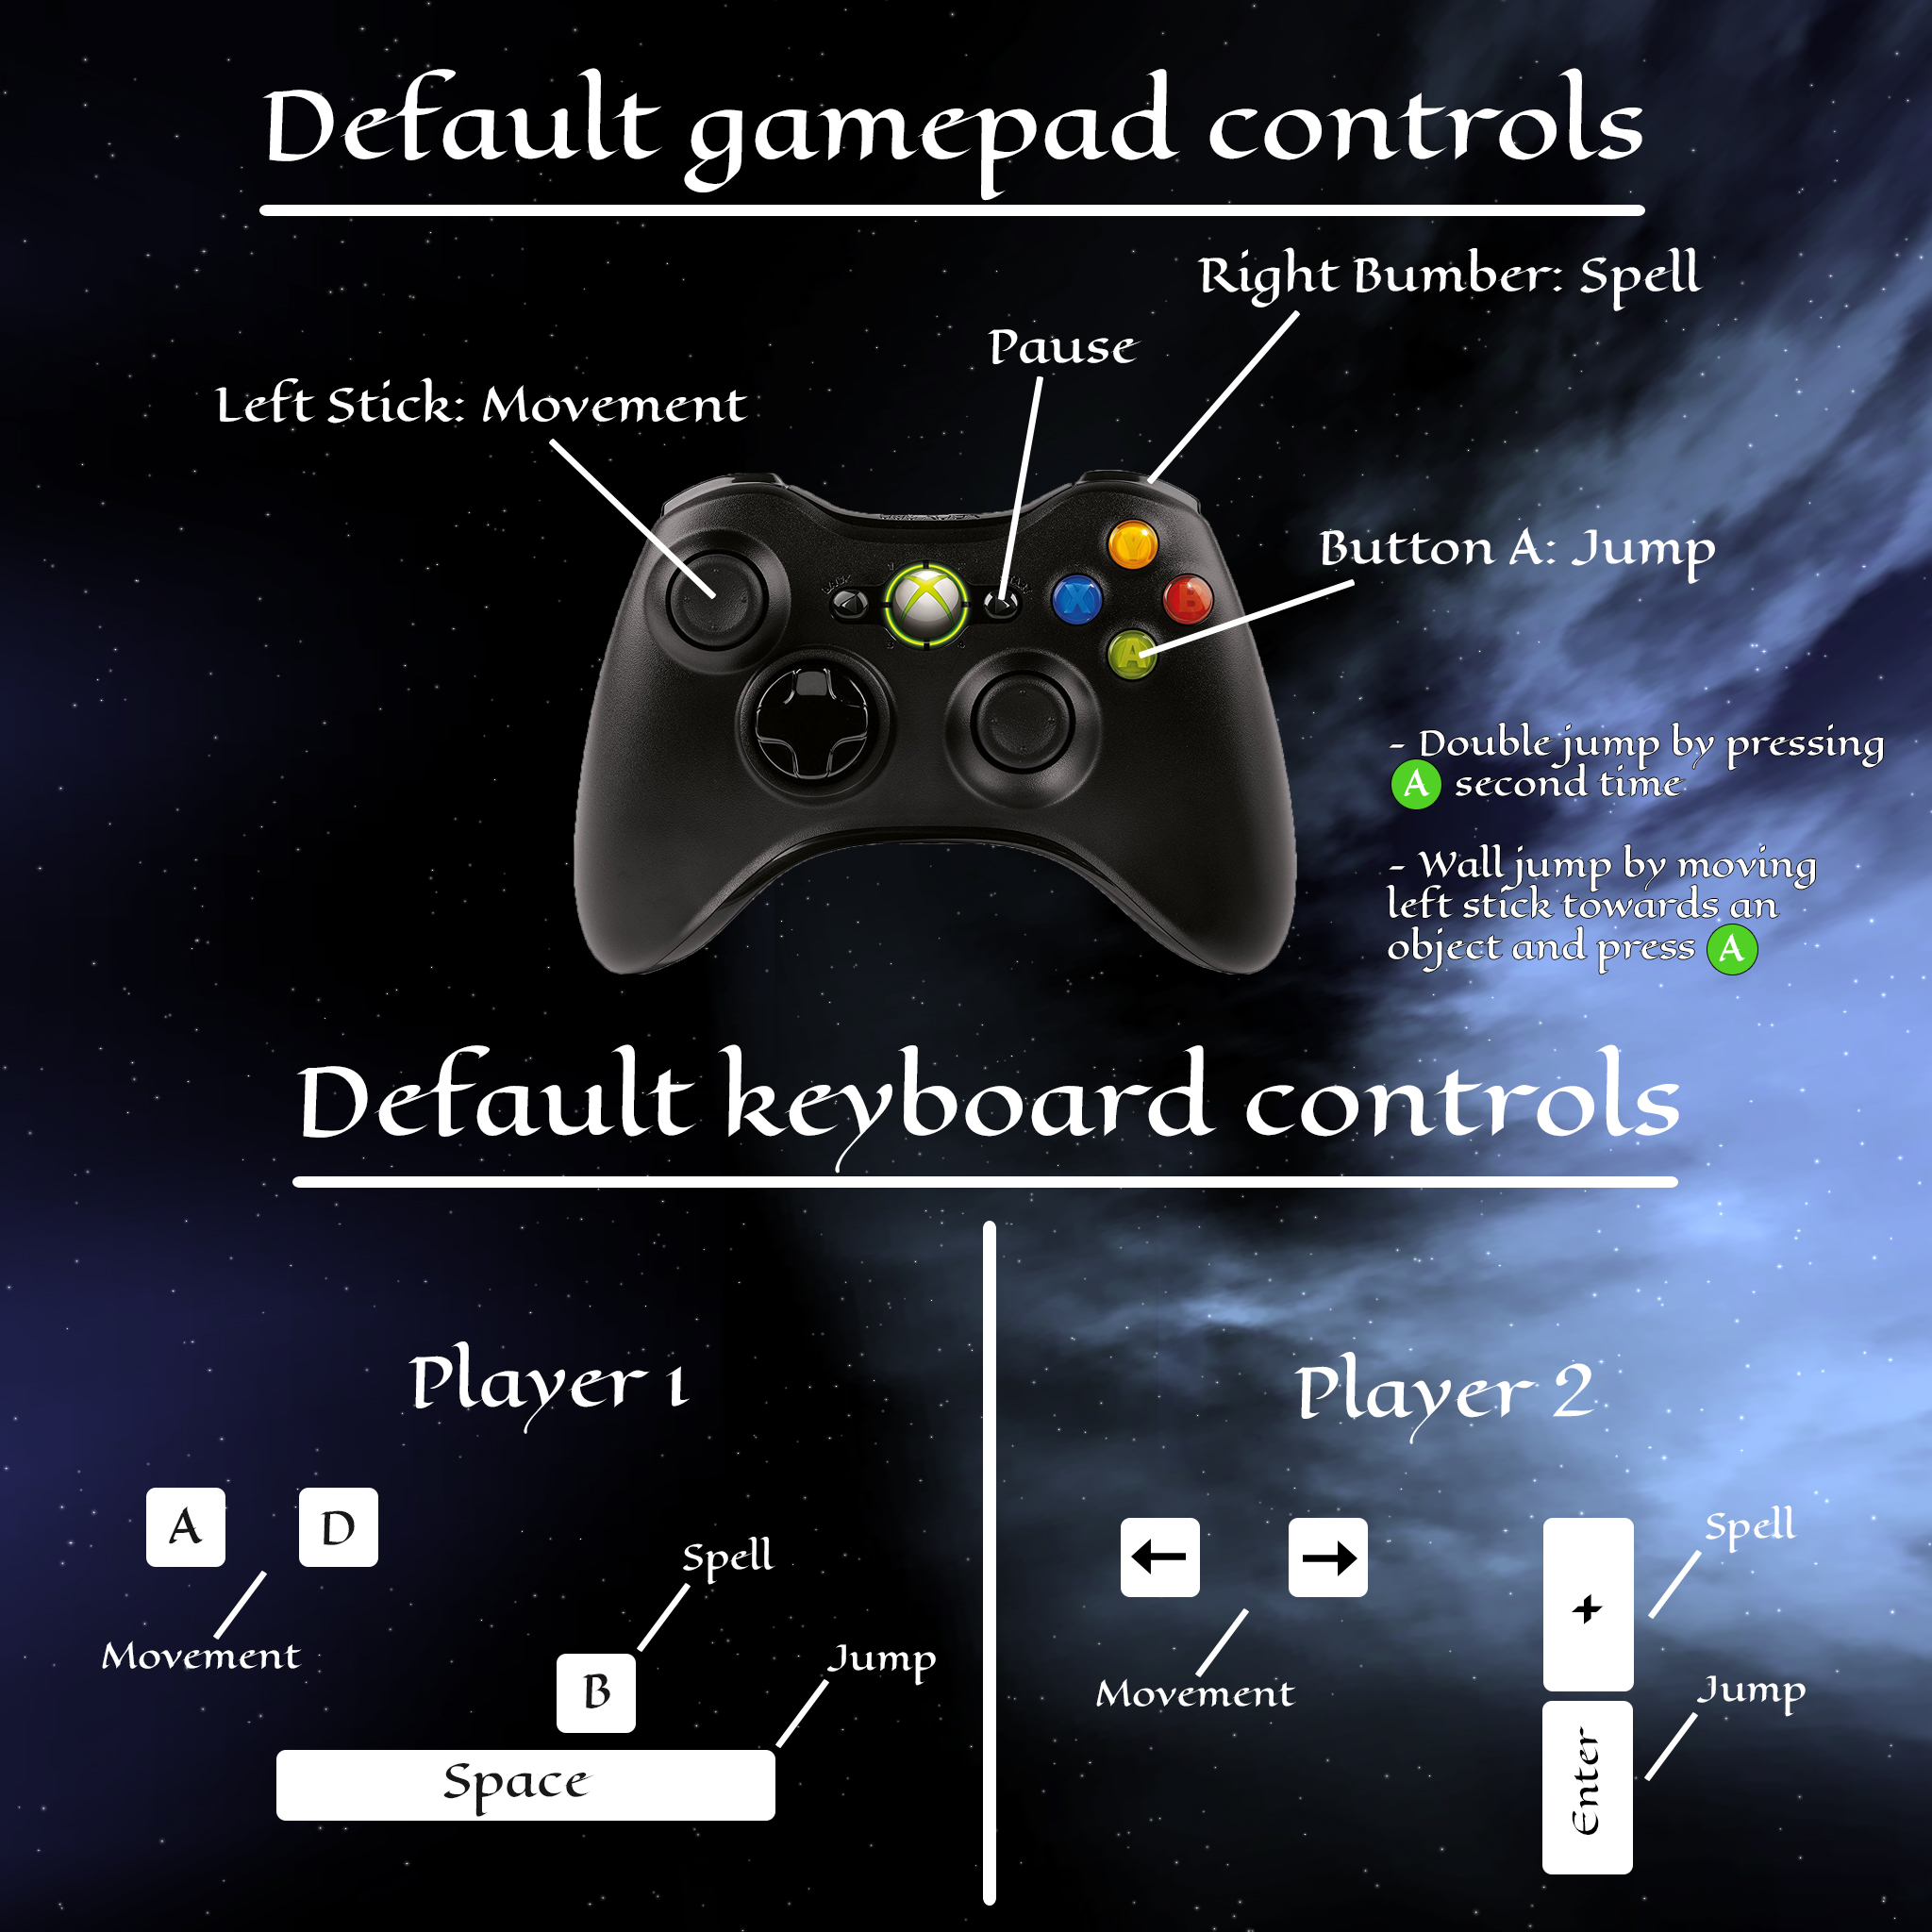 Default gamepad controls
Right Bumber: Spell
Pause
Left Stick: Movement
Button A: Jump
Y
X
B
A
- Double jump by pressing
A second time
- Wall jump by moving
left stick towards an
object and press A
Default keyboard controls
Player 1
Player 2
A
D
Spell
Movement
B
Jump
Space
←
→
Movement
Spell
+
Jump
Enter